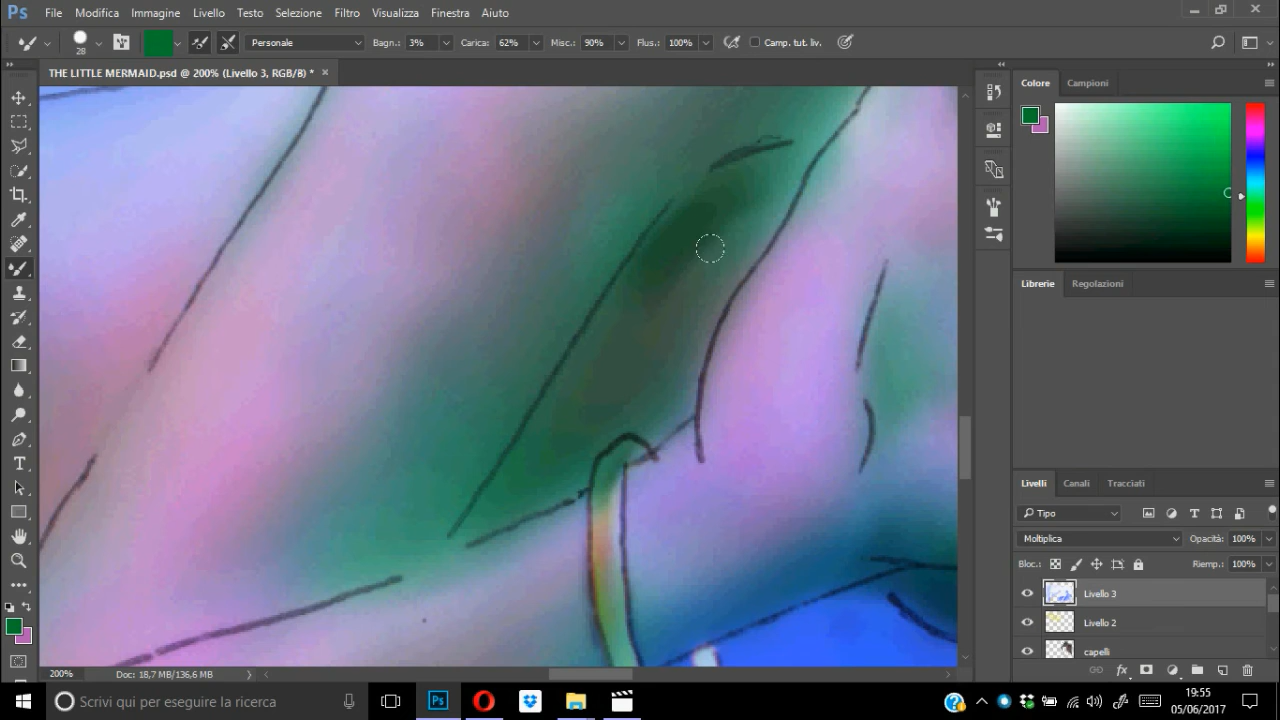 Ps File Modifica Immagine Livello Testo Selezione Filtro Visualizza Finestra Aiuto
28 Personale Bagn.: 3% Carica: 62% Misc.: 90% Flus.: 100% Camp. tut. liv.
THE LITTLE MERMAID.psd @ 200% (Livello 3, RGB/8) * ×
Colore Campioni
Librerie Regolazioni
Livelli Canali Tracciati
Tipo
Moltiplica Opacità: 100%
Bloc.: Riemp.: 100%
Livello 3
Livello 2
capelli
fx
200% Doc: 18,7 MB/136,6 MB
Scrivi qui per eseguire la ricerca
Ps
19:55
05/06/2017